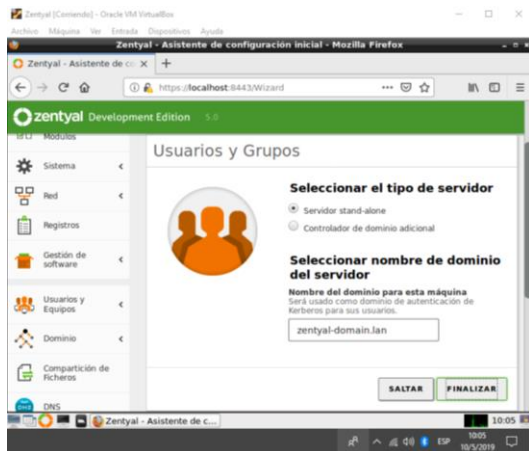 Zentyal [Corriendo] - Oracle VM VirtualBox
Archivo Máquina Ver Entrada Dispositivos Ayuda
Zentyal - Asistente de configuración inicial - Mozilla Firefox
Zentyal - Asistente de co
https://localhost:8443/Wizard
zentyal Development Edition 5.0
Módulos
Sistema
Red
Registros
Gestión de
software
Usuarios y
Equipos
Dominio
Compartición de
Ficheros
DNS
Usuarios y Grupos
Seleccionar el tipo de servidor
Servidor stand-alone
Controlador de dominio adicional
Seleccionar nombre de dominio
del servidor
Nombre del dominio para esta máquina
Será usado como dominio de autenticación de
Kerberos para sus usuarios.
zentyal-domain.lan
SALTAR FINALIZAR
Zentyal - Asistente de c...
10:05
ESP
10:05
10/5/2019